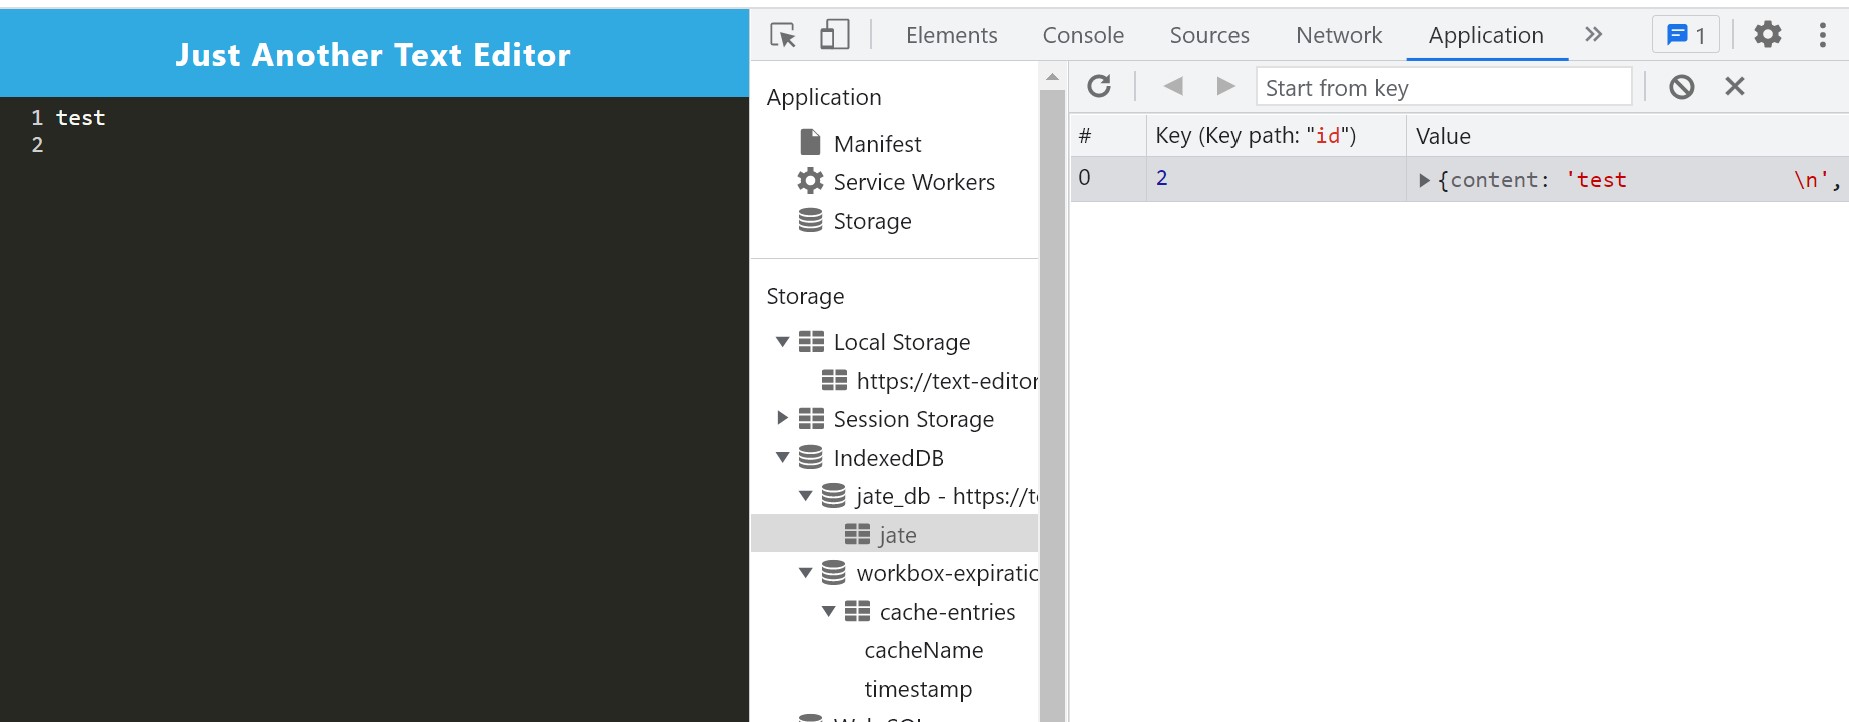 Just Another Text Editor
1 test
2
Elements Console Sources Network Application 1
Application
Manifest
Service Workers
Storage
Storage
Local Storage
https://text-editor
Session Storage
IndexedDB
jate_db - https://t
jate
workbox-expiratio
cache-entries
cacheName
timestamp
Start from key
# Key (Key path: "id") Value
0 2 {content: 'test \n',